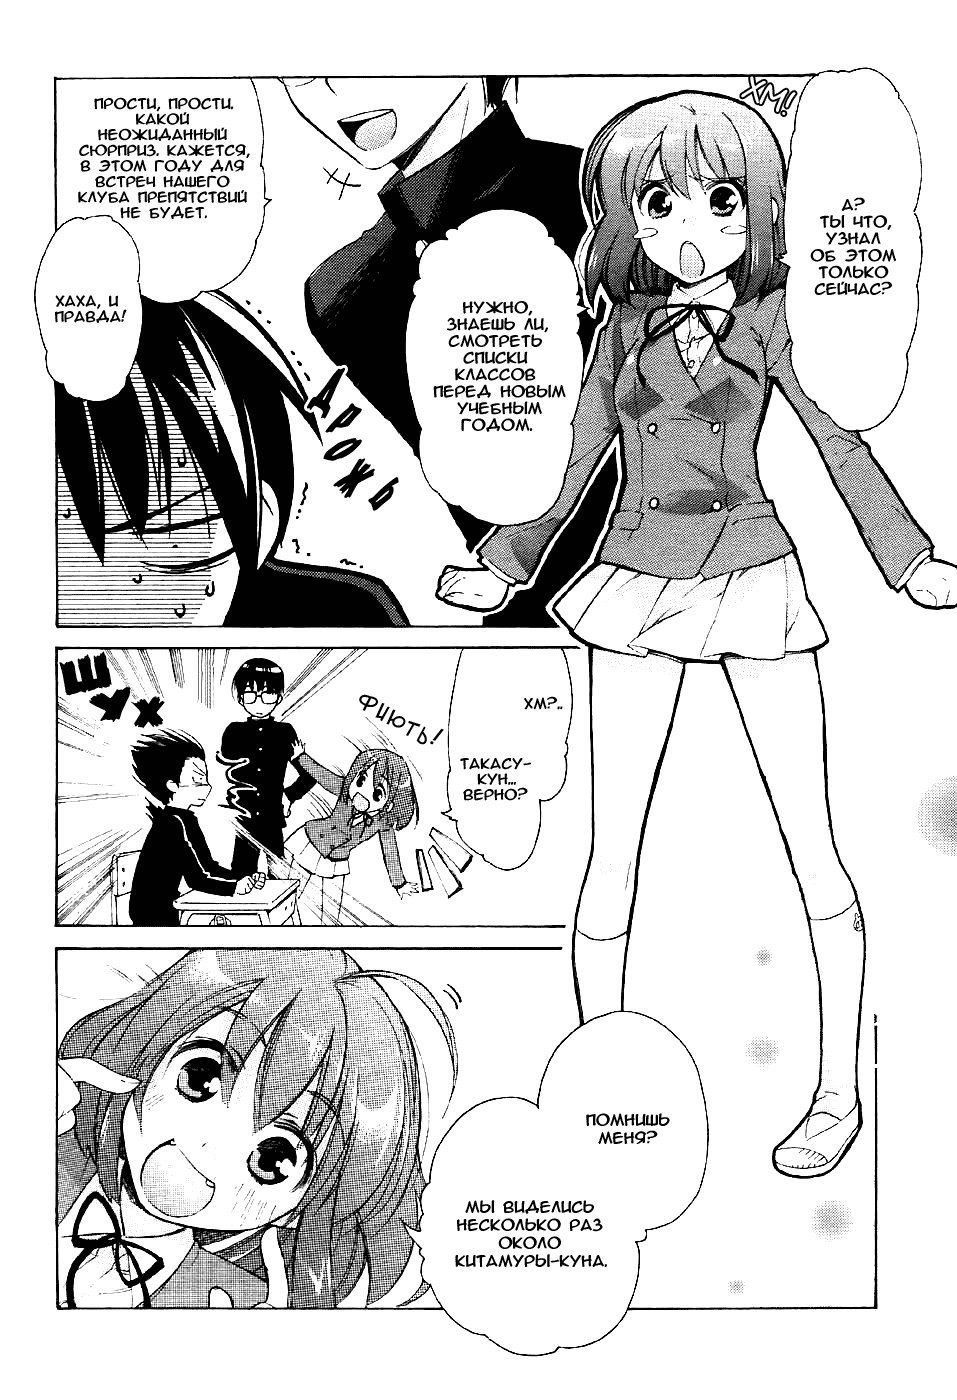 ХМ!
А?
ТЫ ЧТО,
УЗНАЛ
ОБ ЭТОМ
ТОЛЬКО
СЕЙЧАС?
НУЖНО,
ЗНАЕШЬ ЛИ,
СМОТРЕТЬ
СПИСКИ
КЛАССОВ
ПЕРЕД НОВЫМ
УЧЕБНЫМ
ГОДОМ.
ПРОСТИ, ПРОСТИ.
КАКОЙ
НЕОЖИДАННЫЙ
СЮРПРИЗ. КАЖЕТСЯ,
В ЭТОМ ГОДУ ДЛЯ
ВСТРЕЧ НАШЕГО
КЛУБА ПРЕПЯТСТВИЙ
НЕ БУДЕТ.
ХАХА, И
ПРАВДА!
ДРОЖЬ
ХМ?..
ТАКАСУ-
КУН...
ВЕРНО?
ФИЮТЬ!
ШУХ
ПОМНИШЬ
МЕНЯ?
МЫ ВИДЕЛИСЬ
НЕСКОЛЬКО РАЗ
ОКОЛО
КИТАМУРЫ-КУНА.